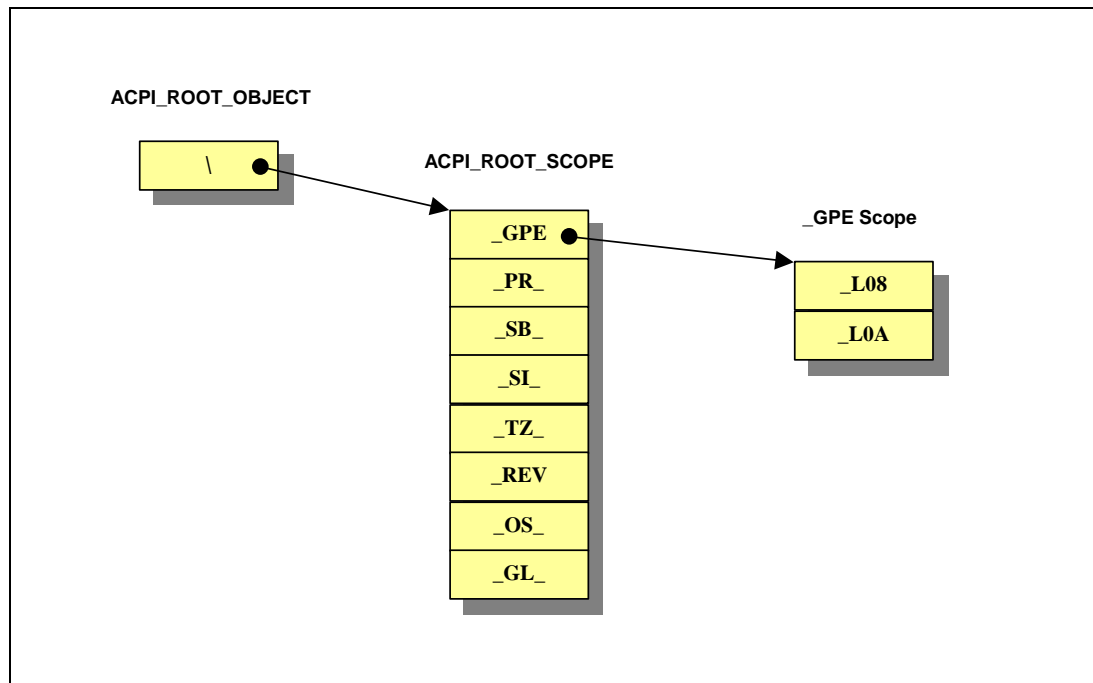 ACPI_ROOT_OBJECT
\
ACPI_ROOT_SCOPE
_GPE
_PR_
_SB_
_SI_
_TZ_
_REV
_OS_
_GL_
_GPE Scope
_L08
_L0A